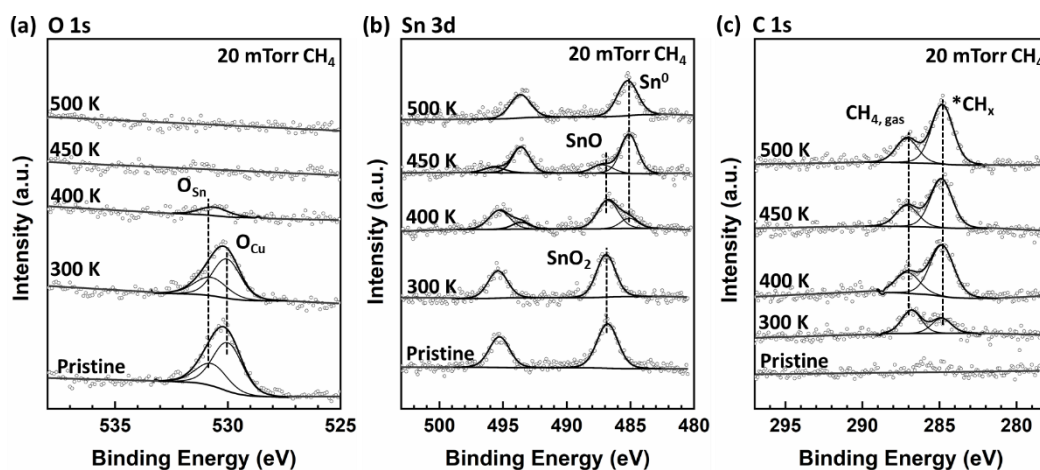 (a) O 1s
20 mTorr CH₄
500 K
450 K
O_Sn
400 K
O_Cu
300 K
Pristine
Intensity (a.u.)
535 530 525
Binding Energy (eV)
(b) Sn 3d
20 mTorr CH₄
Sn⁰
500 K
SnO
450 K
400 K
SnO₂
300 K
Pristine
Intensity (a.u.)
500 495 490 485 480
Binding Energy (eV)
(c) C 1s
20 mTorr CH₄
*CHₓ
CH₄, gas
500 K
450 K
400 K
300 K
Pristine
Intensity (a.u.)
295 290 285 280
Binding Energy (eV)